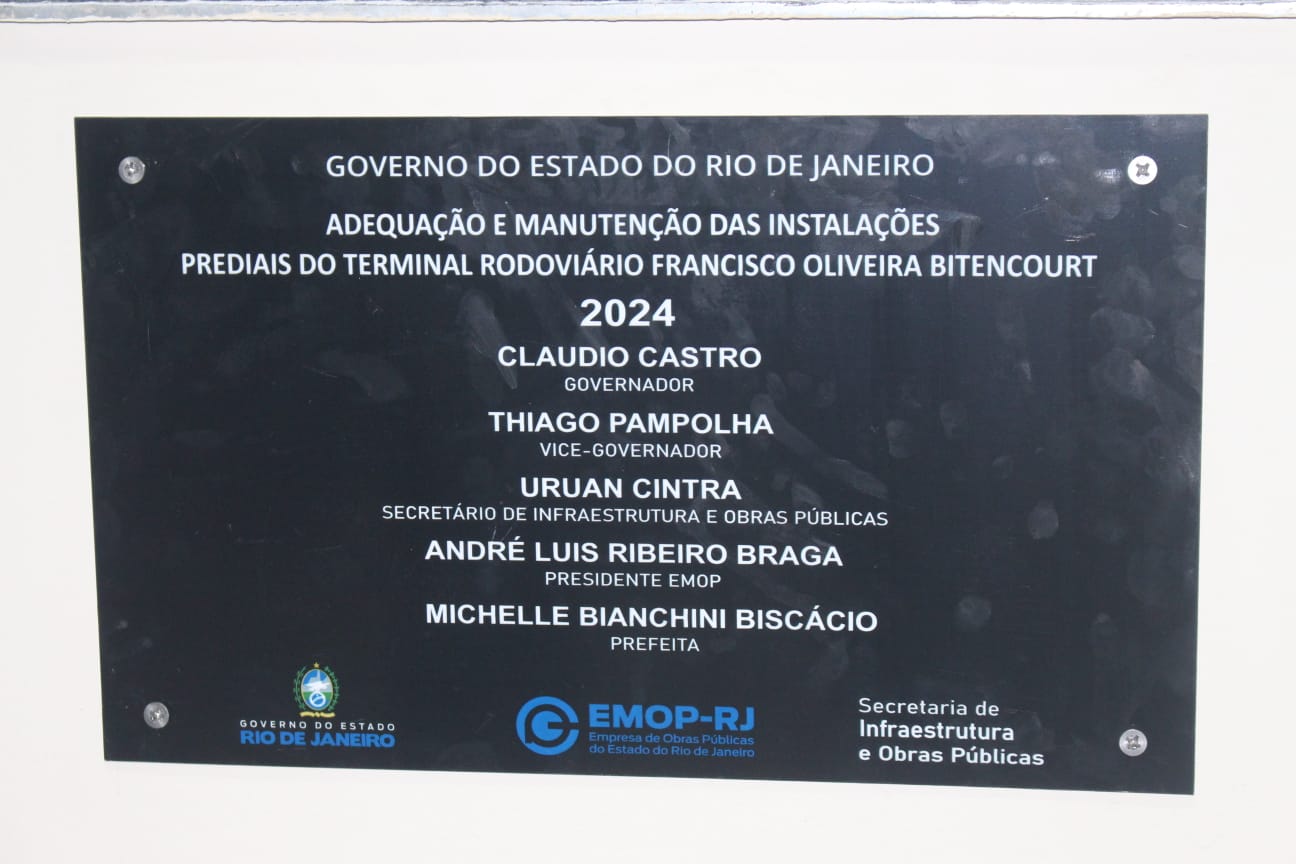 GOVERNO DO ESTADO DO RIO DE JANEIRO
ADEQUAÇÃO E MANUTENÇÃO DAS INSTALAÇÕES
PREDIAIS DO TERMINAL RODOVIÁRIO FRANCISCO OLIVEIRA BITENCOURT
2024
CLAUDIO CASTRO
GOVERNADOR
THIAGO PAMPOLHA
VICE-GOVERNADOR
URUAN CINTRA
SECRETÁRIO DE INFRAESTRUTURA E OBRAS PÚBLICAS
ANDRÉ LUIS RIBEIRO BRAGA
PRESIDENTE EMOP
MICHELLE BIANCHINI BISCÁCIO
PREFEITA
GOVERNO DO ESTADO
RIO DE JANEIRO
EMOP-RJ
Empresa de Obras Públicas
do Estado do Rio de Janeiro
Secretaria de
Infraestrutura
e Obras Públicas